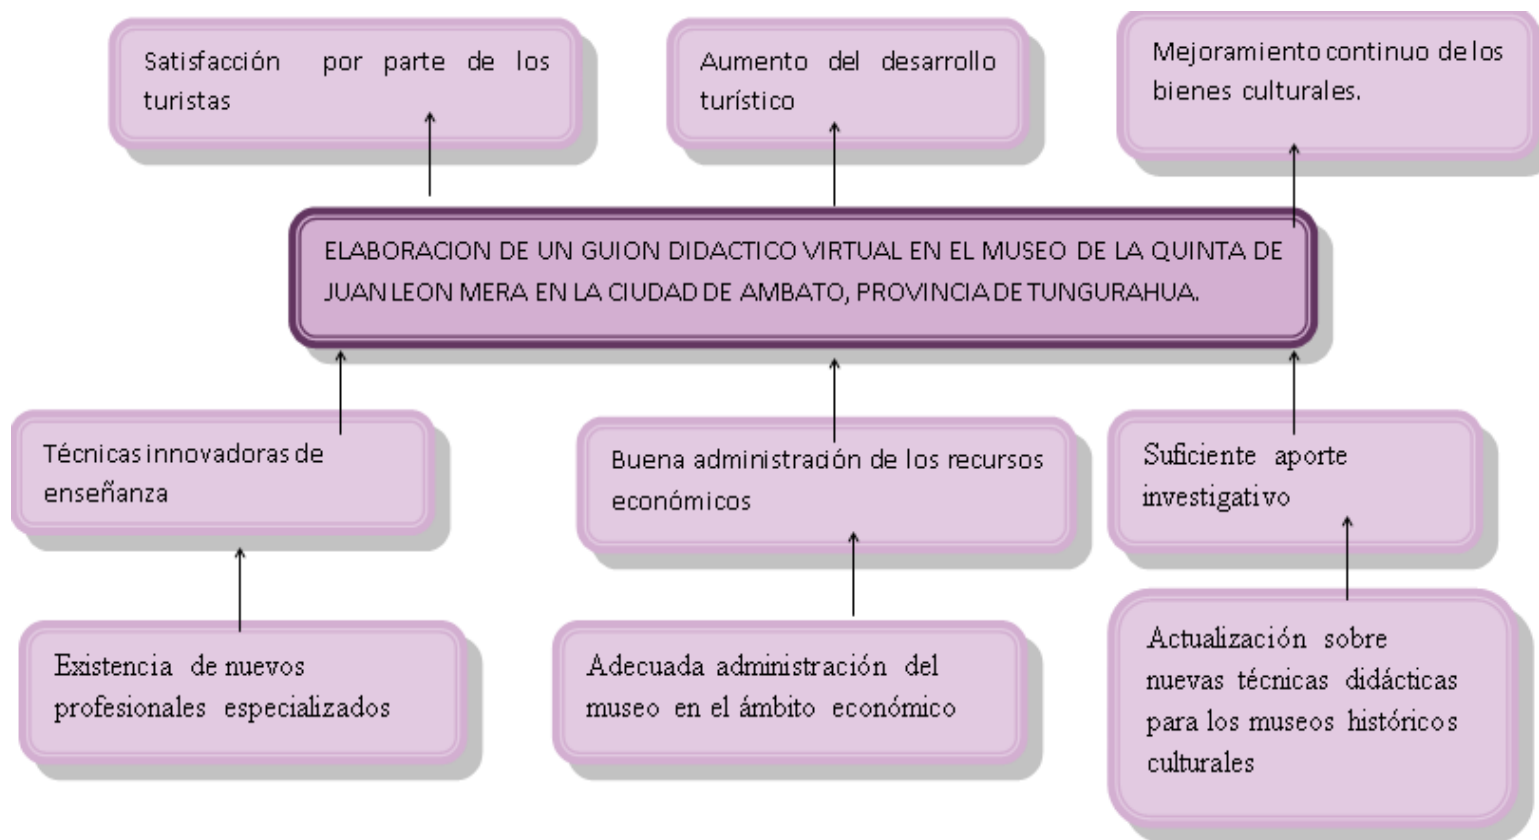 Satisfacción por parte de los
turistas
Aumento del desarrollo
turístico
Mejoramiento continuo de los
bienes culturales.
ELABORACION DE UN GUION DIDACTICO VIRTUAL EN EL MUSEO DE LA QUINTA DE
JUAN LEON MERA EN LA CIUDAD DE AMBATO, PROVINCIA DE TUNGURAHUA.
Técnicas innovadoras de
enseñanza
Buena administración de los recursos
económicos
Suficiente aporte
investigativo
Existencia de nuevos
profesionales especializados
Adecuada administración del
museo en el ámbito económico
Actualización sobre
nuevas técnicas didácticas
para los museos históricos
culturales